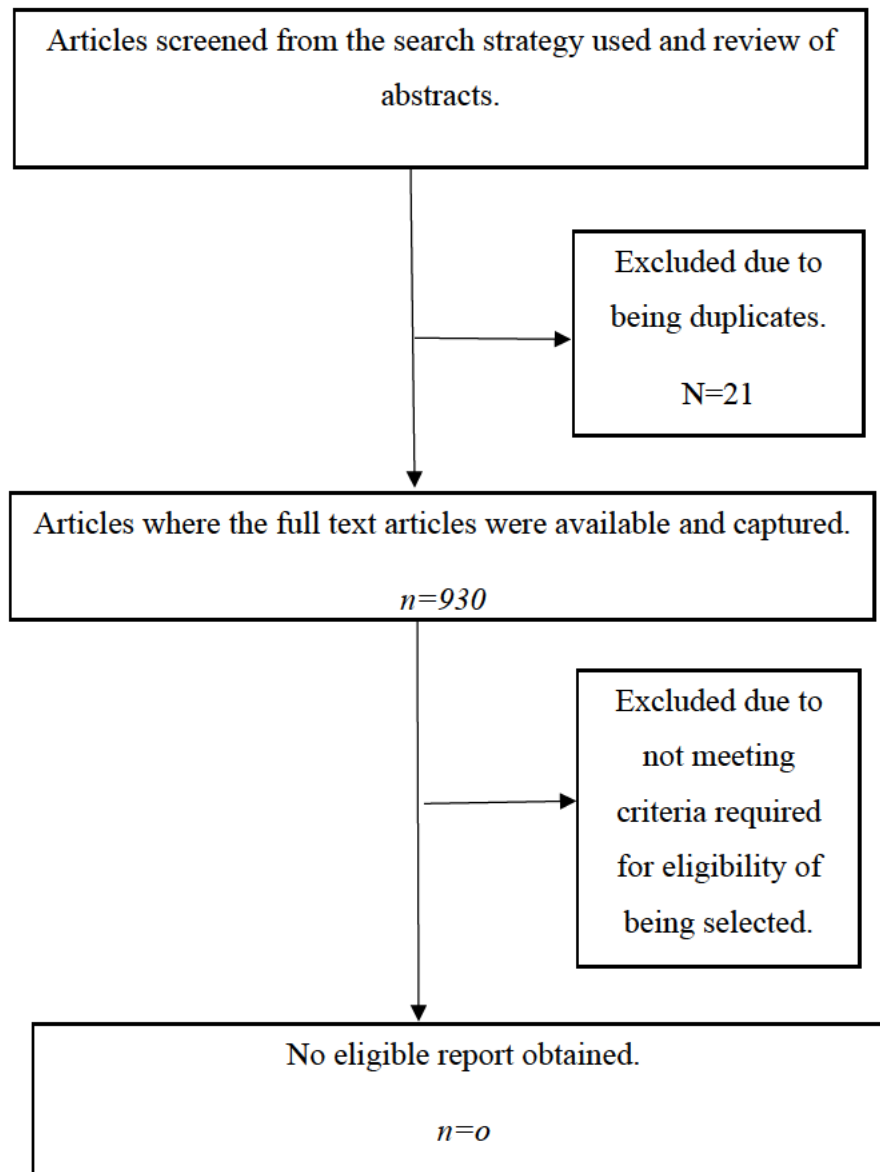 Articles screened from the search strategy used and review of
abstracts.
Excluded due to
being duplicates.
N=21
Articles where the full text articles were available and captured.
n=930
Excluded due to
not meeting
criteria required
for eligibility of
being selected.
No eligible report obtained.
n=o